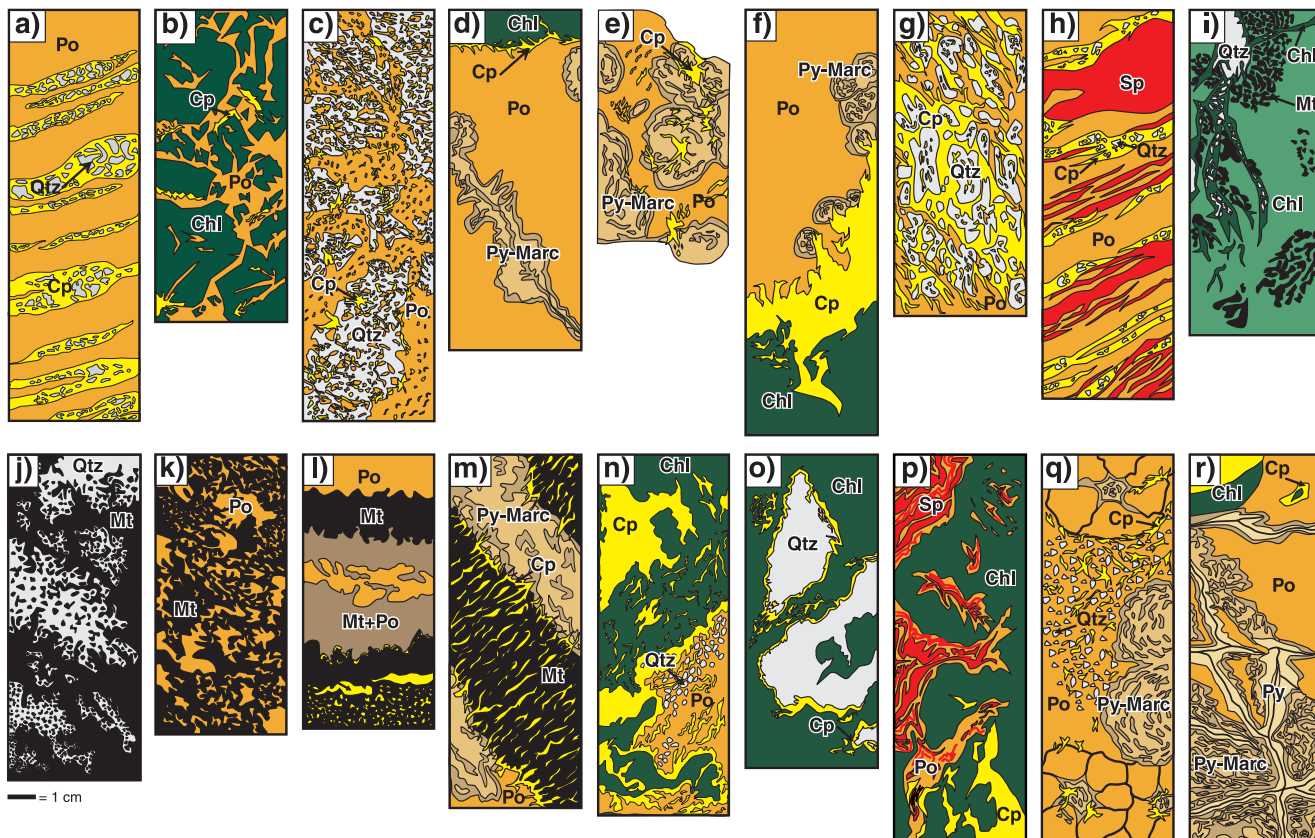 a)
Po
Qtz
Cp
b)
Cp
Po
Chl
c)
Cp
Po
Qtz
d)
Chl
Cp
Po
Py-Marc
e)
Cp
Py-Marc
Po
f)
Py-Marc
Po
Cp
Chl
g)
Cp
Qtz
Po
h)
Sp
Qtz
Cp
Po
i)
Qtz
Chl
Mt
Chl
j)
Qtz
Mt
k)
Po
Mt
l)
Po
Mt
Mt+Po
m)
Py-Marc
Cp
Mt
Po
n)
Chl
Cp
Qtz
Po
o)
Chl
Qtz
Cp
p)
Sp
Chl
Po
Cp
q)
Cp
Qtz
Po
Py-Marc
r)
Cp
Chl
Po
Py
Py-Marc
= 1 cm